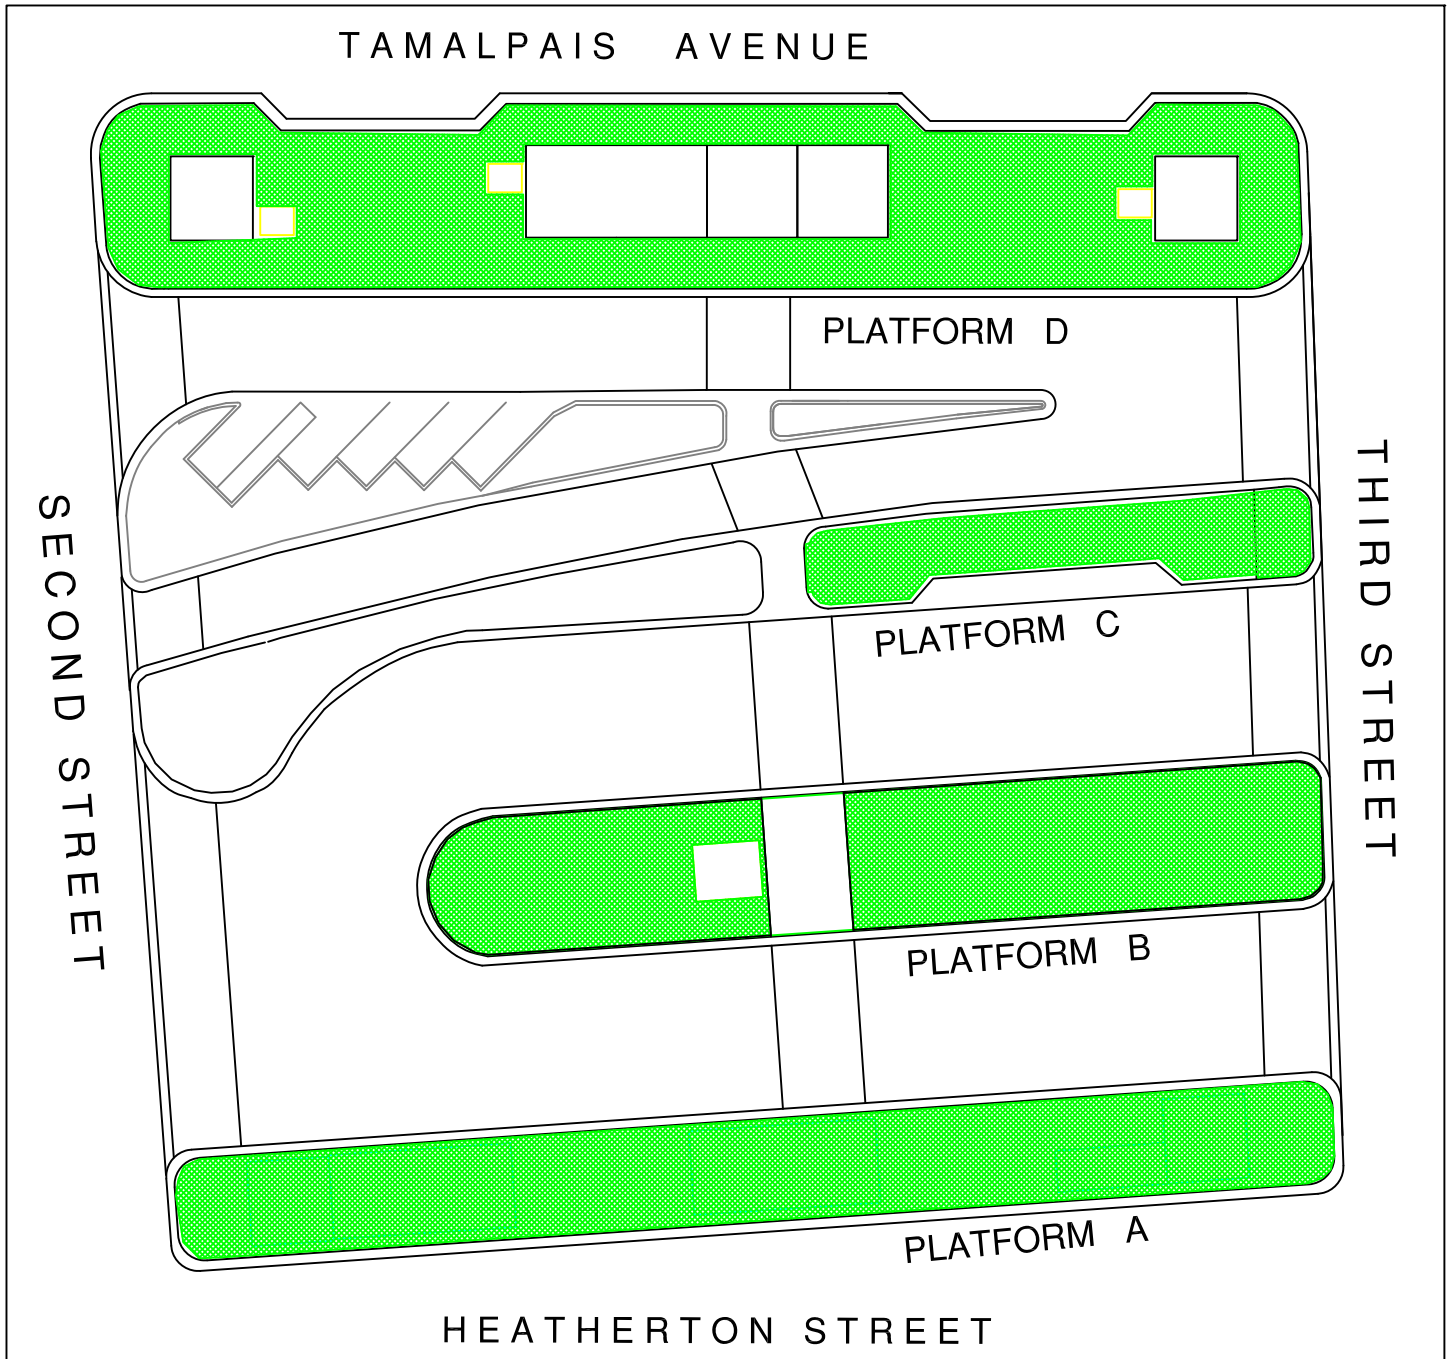 TAMALPAIS AVENUE
PLATFORM D
SECOND STREET
THIRD STREET
PLATFORM C
PLATFORM B
PLATFORM A
HEATHERTON STREET